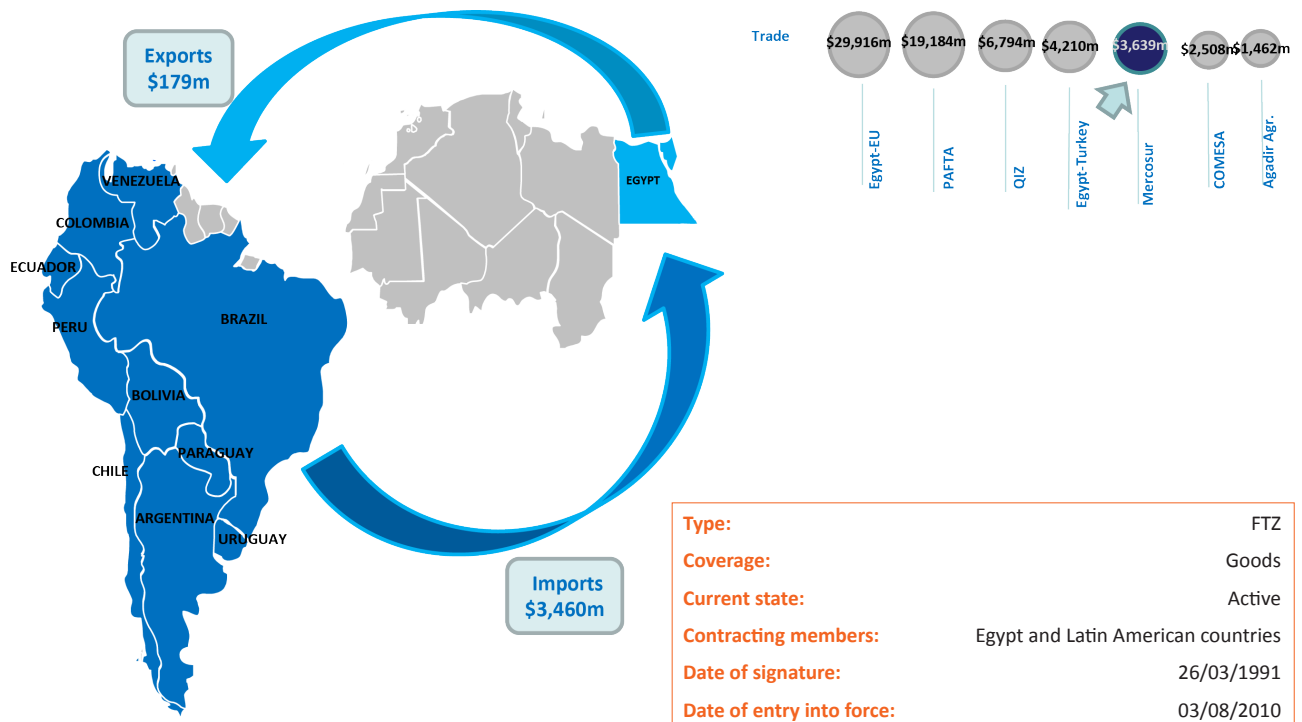 Exports
$179m
Trade
$29,916m
$19,184m
$6,794m
$4,210m
$3,639m
$2,508m
$1,462m
Egypt-EU
PAFTA
QIZ
Egypt-Turkey
Mercosur
COMESA
Agadir Agr.
VENEZUELA
COLOMBIA
ECUADOR
PERU
BRAZIL
BOLIVIA
PARAGUAY
CHILE
ARGENTINA
URUGUAY
EGYPT
Imports
$3,460m
Type: FTZ
Coverage: Goods
Current state: Active
Contracting members: Egypt and Latin American countries
Date of signature: 26/03/1991
Date of entry into force: 03/08/2010